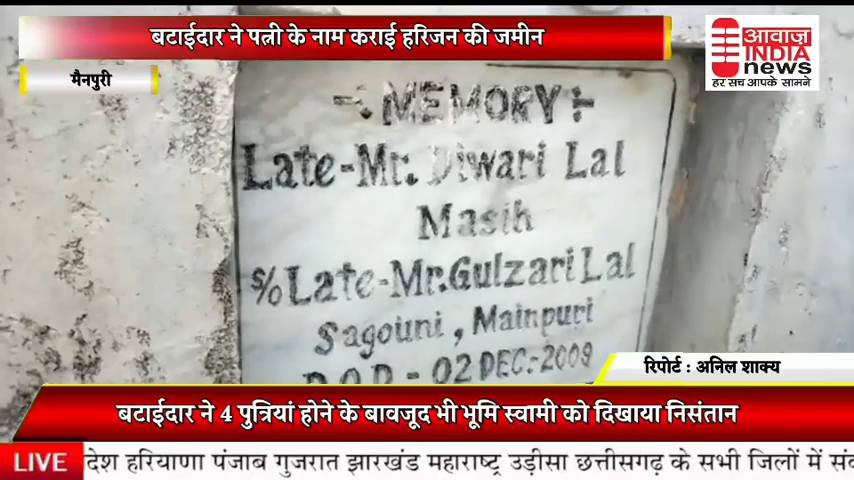 बटाईदार ने पत्नी के नाम कराई हरिजन की जमीन
आवाज़
INDIA
news
हर सच आपके सामने
मैनपुरी
-:MEMORY:-
Late-Mr. Diwari Lal
Masih
S/o Late-Mr.Gulzari Lal
Sagouni, Mainpuri
D.O.D - 02 DEC.-2009
रिपोर्ट : अनिल शाक्य
बटाईदार ने 4 पुत्रियां होने के बावजूद भी भूमि स्वामी को दिखाया निसंतान
LIVE
देश हरियाणा पंजाब गुजरात झारखंड महाराष्ट्र उड़ीसा छत्तीसगढ़ के सभी जिलों में संव